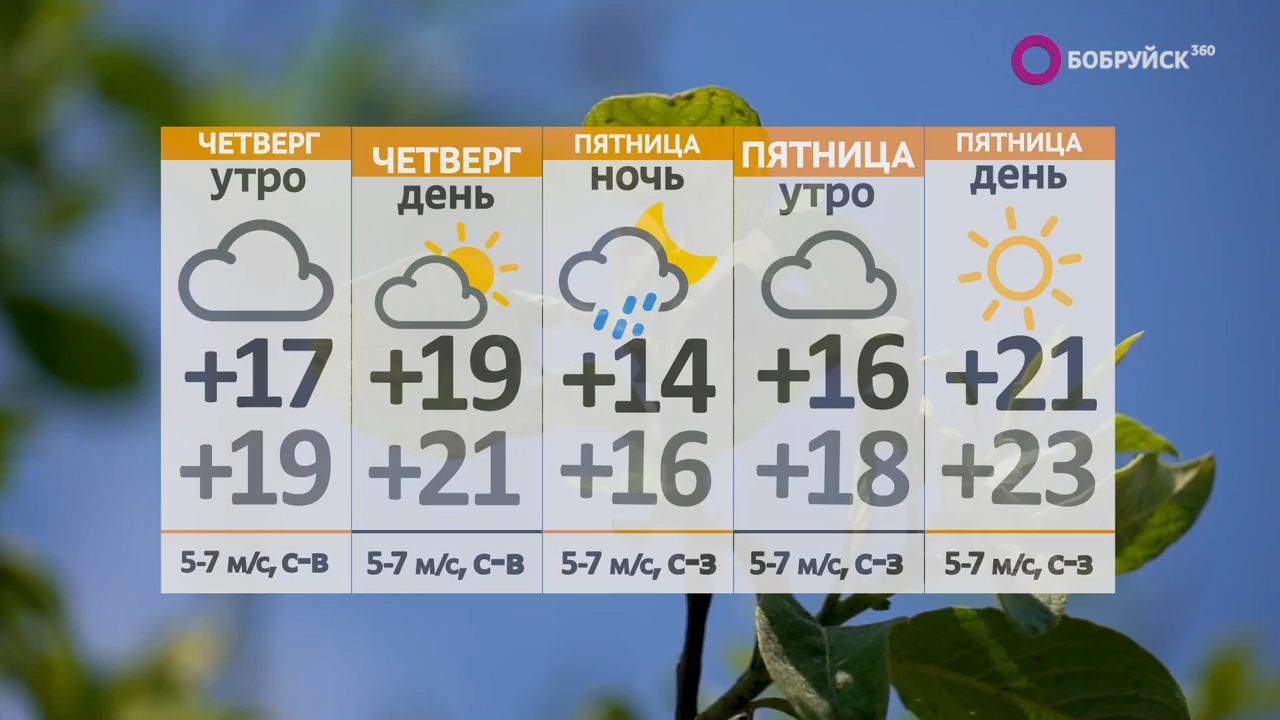 БОБРУЙСК360
ЧЕТВЕРГ
утро
+17
+19
5-7 м/с, С-В
ЧЕТВЕРГ
день
+19
+21
5-7 м/с, С-В
ПЯТНИЦА
ночь
+14
+16
5-7 м/с, С-З
ПЯТНИЦА
утро
+16
+18
5-7 м/с, С-З
ПЯТНИЦА
день
+21
+23
5-7 м/с, С-З